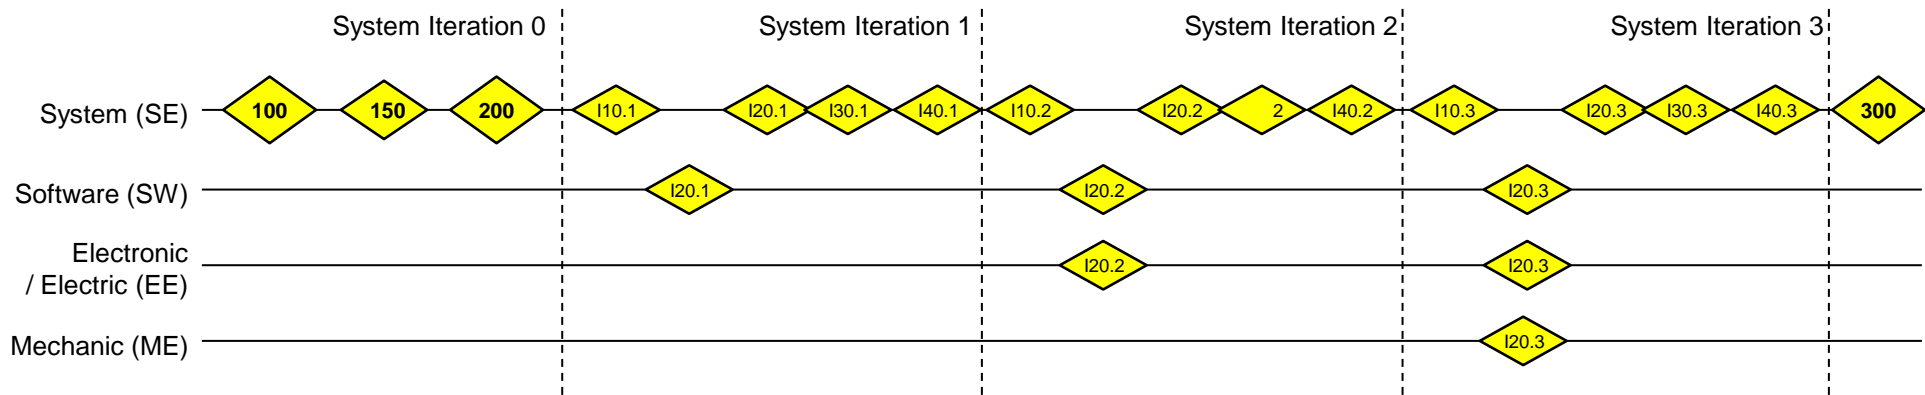 System Iteration 0
System Iteration 1
System Iteration 2
System Iteration 3
System (SE)
100
150
200
I10.1
I20.1
I30.1
I40.1
I10.2
I20.2
2
I40.2
I10.3
I20.3
I30.3
I40.3
300
Software (SW)
I20.1
I20.2
I20.3
Electronic
/ Electric (EE)
I20.2
I20.3
Mechanic (ME)
I20.3